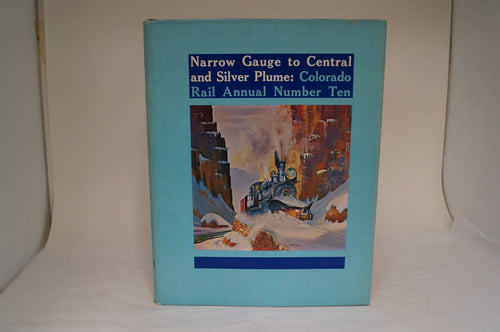 Narrow Gauge to Central
and Silver Plume: Colorado
Rail Annual Number Ten